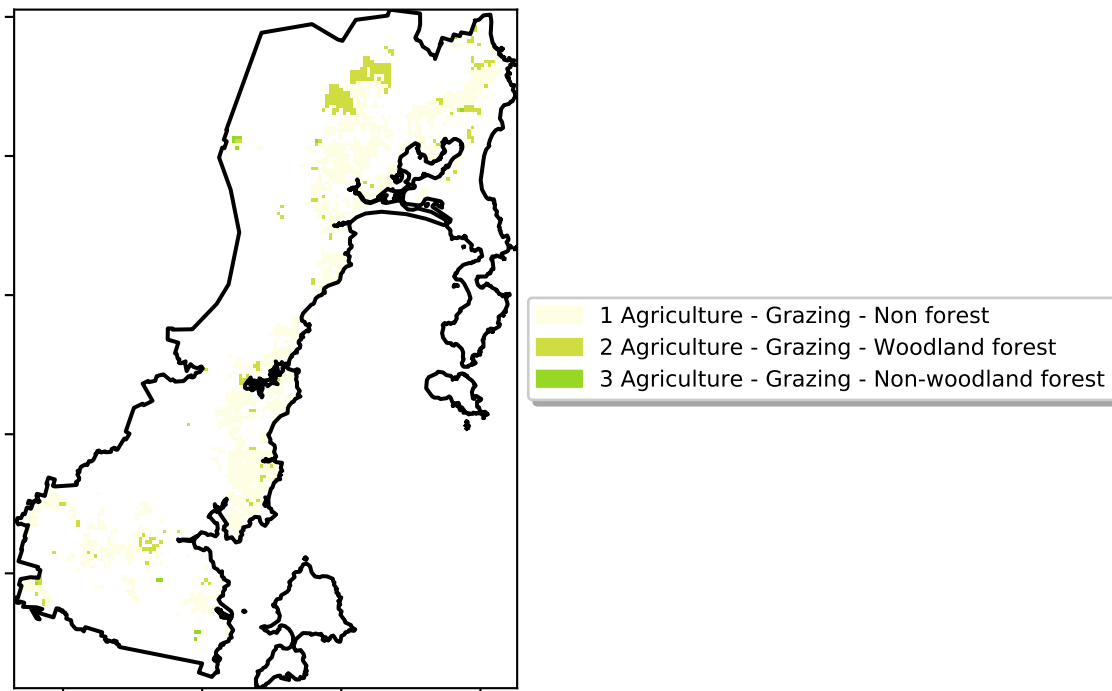 1 Agriculture - Grazing - Non forest
2 Agriculture - Grazing - Woodland forest
3 Agriculture - Grazing - Non-woodland forest